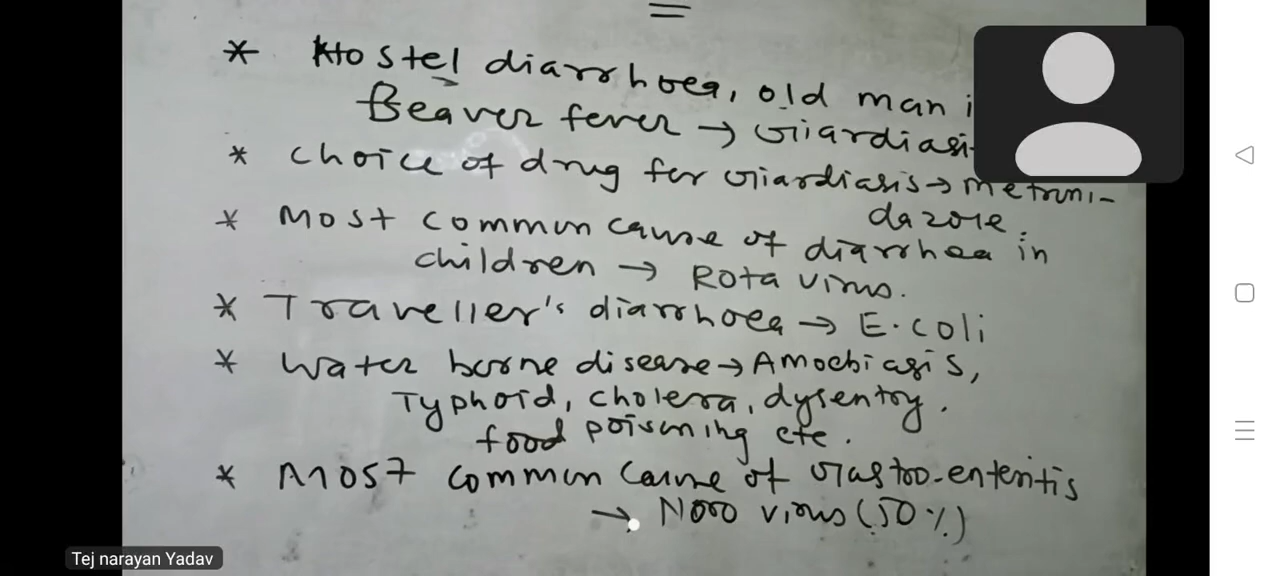 * Hostel diarrhoea, old man i
Beaver fever → Giardiasi
* choice of drug for Giardiasis → metroni-
dazole.
* Most common cause of diarrhea in
children → Rota virus.
* Traveller's diarrhoea → E. coli
* Water borne disease → Amoebiasis,
Typhoid, cholera, dysentry.
food poisoning etc.
* Most common cause of Gastro-enteritis
→ Noro virus (50%)
Tej narayan Yadav